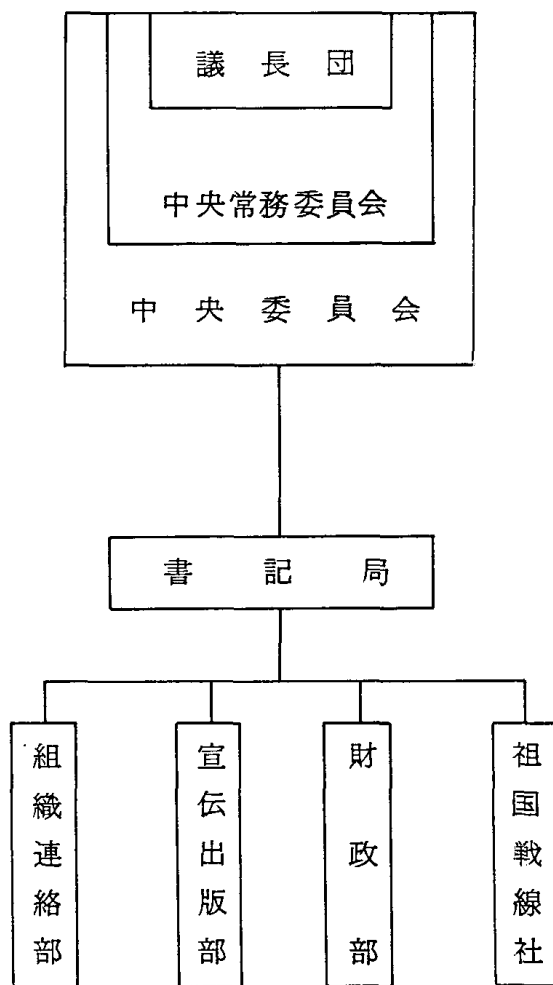 議長団
中央常務委員会
中央委員会
書記局
組織連絡部
宣伝出版部
財政部
祖国戦線社